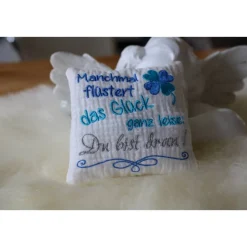 Manchmal
flüstert
das Glück
ganz leise:
Du bist dran!